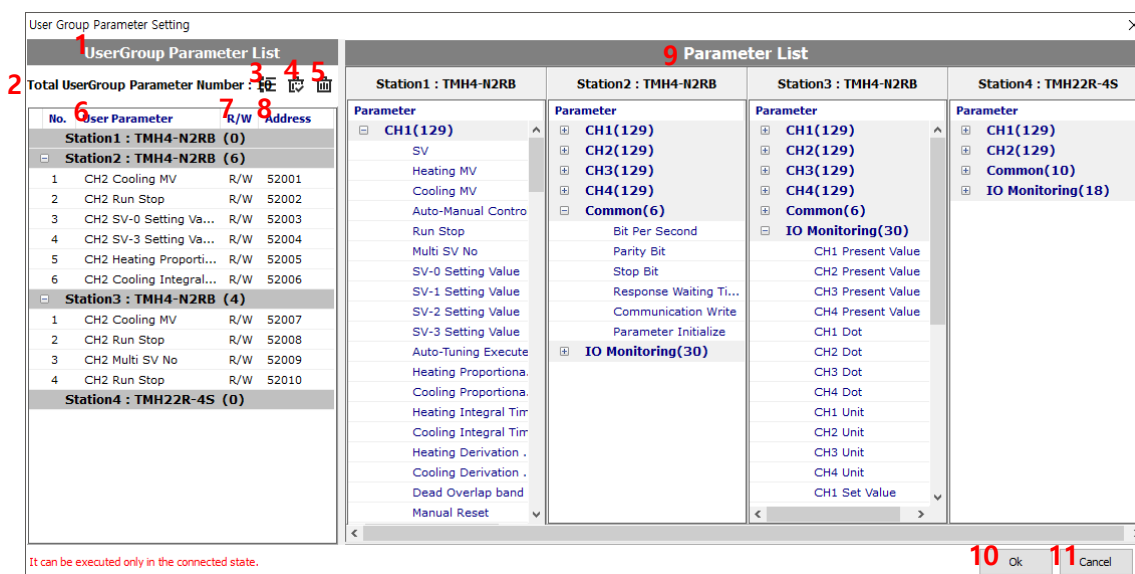 User Group Parameter Setting
1
UserGroup Parameter List
9 Parameter List
2 Total UserGroup Parameter Number : 10
3 4 5
Station1 : TMH4-N2RB
Station2 : TMH4-N2RB
Station3 : TMH4-N2RB
Station4 : TMH22R-4S
6 7 8
No. User Parameter R/W Address
Station1 : TMH4-N2RB (0)
Station2 : TMH4-N2RB (6)
1 CH2 Cooling MV R/W 52001
2 CH2 Run Stop R/W 52002
3 CH2 SV-0 Setting Va... R/W 52003
4 CH2 SV-3 Setting Va... R/W 52004
5 CH2 Heating Proporti... R/W 52005
6 CH2 Cooling Integral... R/W 52006
Station3 : TMH4-N2RB (4)
1 CH2 Cooling MV R/W 52007
2 CH2 Run Stop R/W 52008
3 CH2 Multi SV No R/W 52009
4 CH2 Run Stop R/W 52010
Station4 : TMH22R-4S (0)
Parameter
CH1(129)
SV
Heating MV
Cooling MV
Auto-Manual Contro
Run Stop
Multi SV No
SV-0 Setting Value
SV-1 Setting Value
SV-2 Setting Value
SV-3 Setting Value
Auto-Tuning Execute
Heating Proportiona.
Cooling Proportiona.
Heating Integral Tim
Cooling Integral Tim
Heating Derivation .
Cooling Derivation .
Dead Overlap band
Manual Reset
Parameter
CH1(129)
CH2(129)
CH3(129)
CH4(129)
Common(6)
Bit Per Second
Parity Bit
Stop Bit
Response Waiting Ti...
Communication Write
Parameter Initialize
IO Monitoring(30)
Parameter
CH1(129)
CH2(129)
CH3(129)
CH4(129)
Common(6)
IO Monitoring(30)
CH1 Present Value
CH2 Present Value
CH3 Present Value
CH4 Present Value
CH1 Dot
CH2 Dot
CH3 Dot
CH4 Dot
CH1 Unit
CH2 Unit
CH3 Unit
CH4 Unit
CH1 Set Value
Parameter
CH1(129)
CH2(129)
Common(10)
IO Monitoring(18)
It can be executed only in the connected state.
10 Ok
11 Cancel